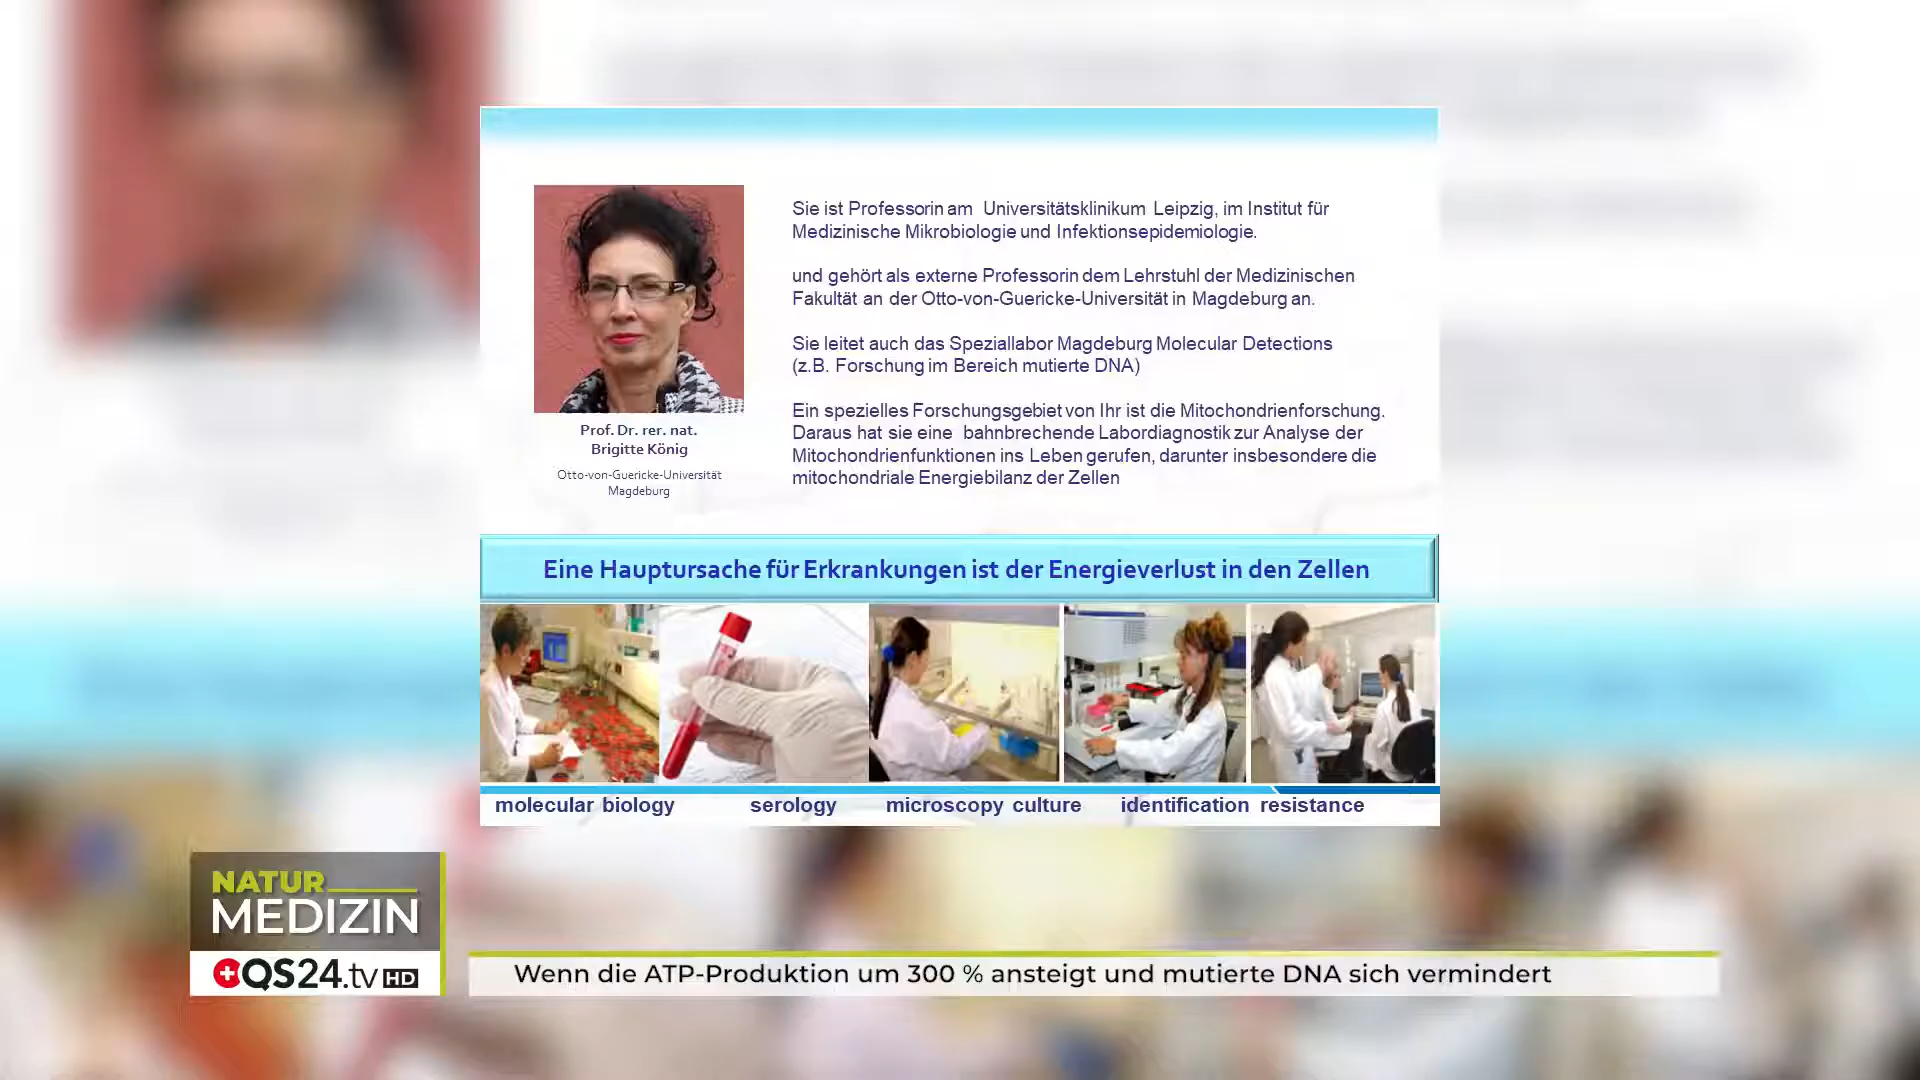 Sie ist Professorin am Universitätsklinikum Leipzig, im Institut für
Medizinische Mikrobiologie und Infektionsepidemiologie.
und gehört als externe Professorin dem Lehrstuhl der Medizinischen
Fakultät an der Otto-von-Guericke-Universität in Magdeburg an.
Sie leitet auch das Speziallabor Magdeburg Molecular Detections
(z.B. Forschung im Bereich mutierte DNA)
Ein spezielles Forschungsgebiet von Ihr ist die Mitochondrienforschung.
Daraus hat sie eine bahnbrechende Labordiagnostik zur Analyse der
Mitochondrienfunktionen ins Leben gerufen, darunter insbesondere die
mitochondriale Energiebilanz der Zellen
Prof. Dr. rer. nat.
Brigitte König
Otto-von-Guericke-Universität
Magdeburg
Eine Hauptursache für Erkrankungen ist der Energieverlust in den Zellen
molecular biology serology microscopy culture identification resistance
NATUR
MEDIZIN
QS24.tv HD
Wenn die ATP-Produktion um 300 % ansteigt und mutierte DNA sich vermindert